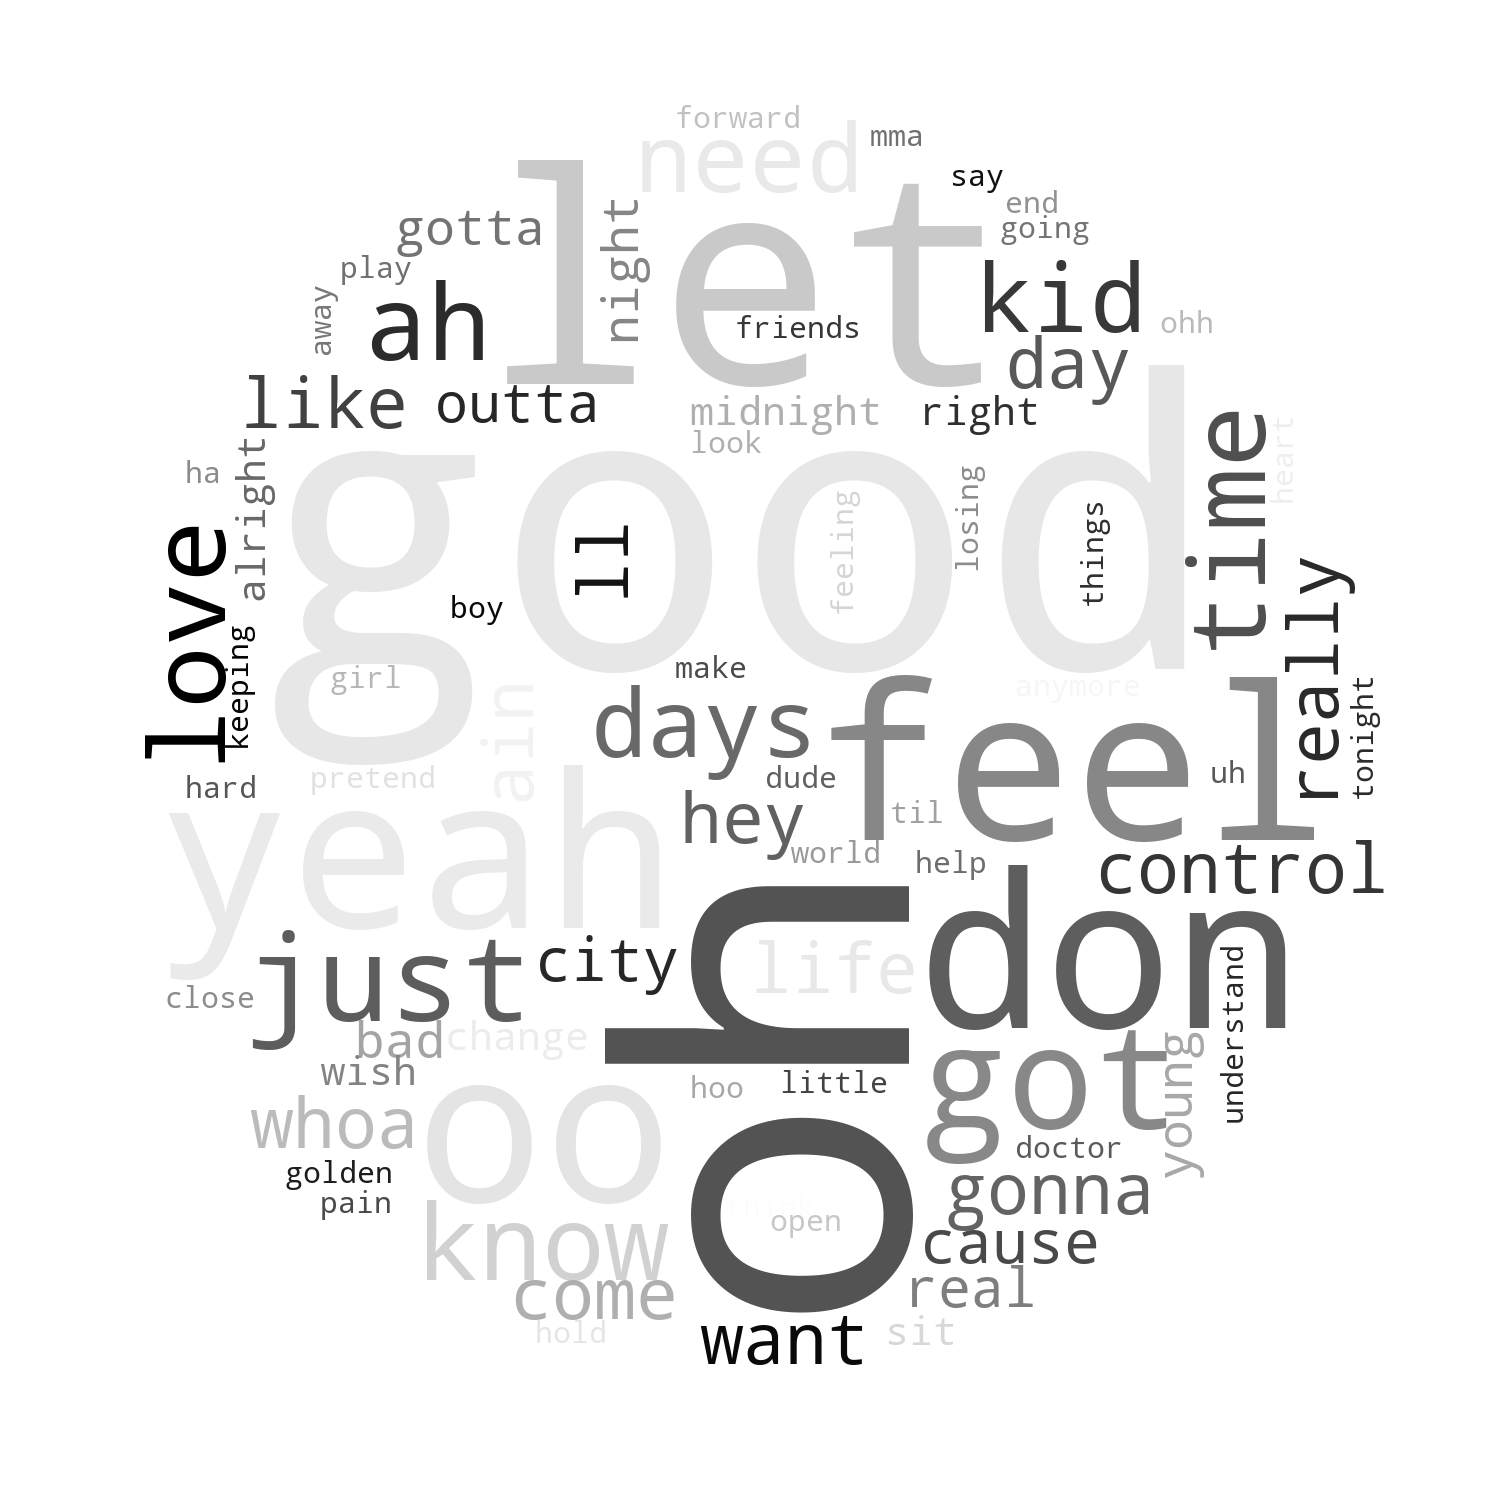 forward
need
mma
let
say
end
going
gotta
night
play
away
ah
friends
kid
ohh
day
like
outta
midnight
right
look
good
time
heart
ha
alright
love
ll
feeling
losing
things
boy
keeping
girl
make
anymore
really
ain
days
feel
tonight
hard
pretend
dude
uh
yeah
hey
til
world
help
control
oh
don
just
city
life
close
bad
change
understand
wish
hoo
little
got
young
whoa
oo
doctor
golden
pain
gonna
think
open
know
cause
come
real
hold
want
sit